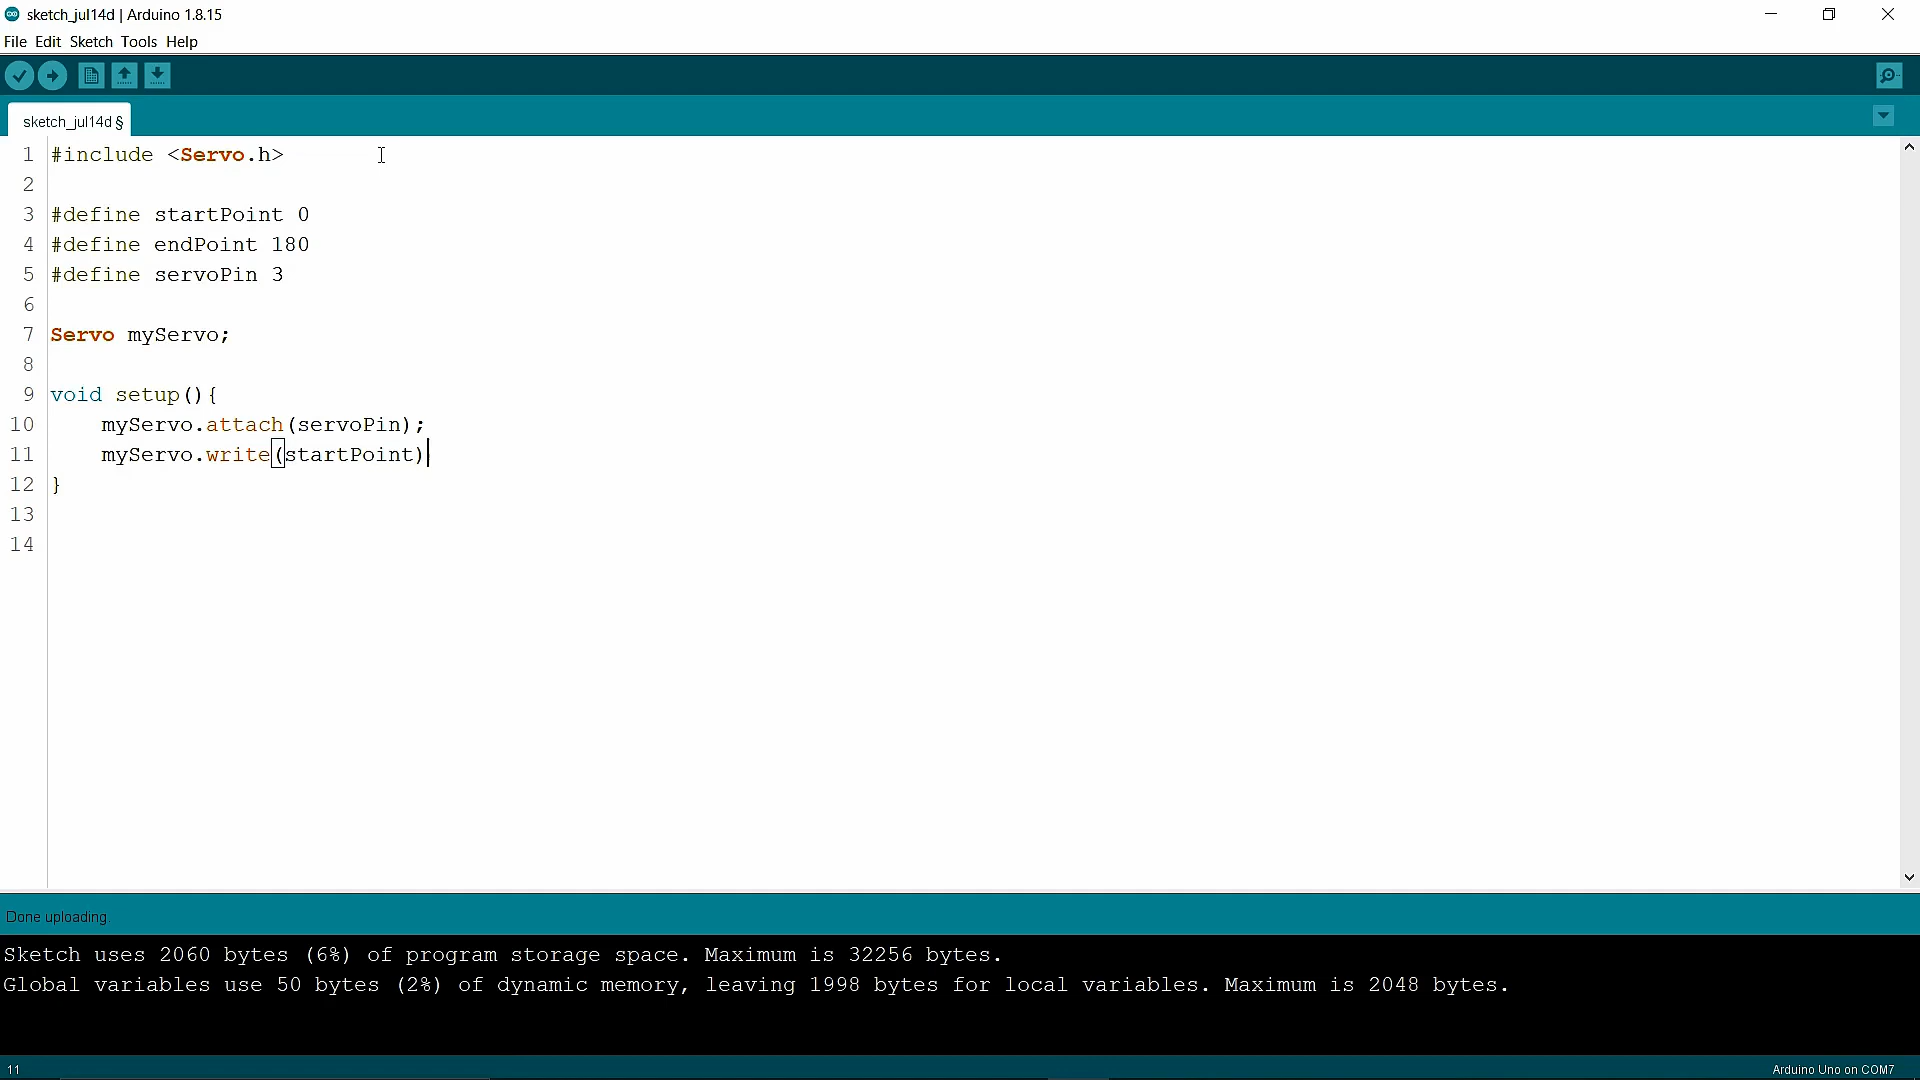 sketch_jul14d | Arduino 1.8.15
File Edit Sketch Tools Help
sketch_jul14d §
1 #include <Servo.h>
2
3 #define startPoint 0
4 #define endPoint 180
5 #define servoPin 3
6
7 Servo myServo;
8
9 void setup(){
10 myServo.attach(servoPin);
11 myServo.write(startPoint)
12 }
13
14
Done uploading.
Sketch uses 2060 bytes (6%) of program storage space. Maximum is 32256 bytes.
Global variables use 50 bytes (2%) of dynamic memory, leaving 1998 bytes for local variables. Maximum is 2048 bytes.
11
Arduino Uno on COM7